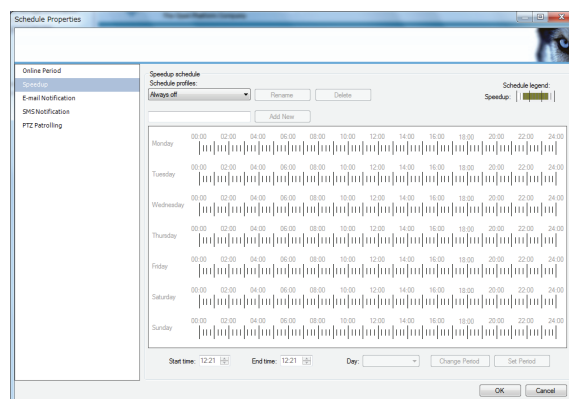 Schedule Properties
The Open Platform Company
Online Period
Speedup
E-mail Notification
SMS Notification
PTZ Patrolling
Speedup schedule
Schedule profiles:
Always off
Rename
Delete
Add New
Schedule legend:
Speedup:
Monday 00:00 02:00 04:00 06:00 08:00 10:00 12:00 14:00 16:00 18:00 20:00 22:00 24:00
Tuesday 00:00 02:00 04:00 06:00 08:00 10:00 12:00 14:00 16:00 18:00 20:00 22:00 24:00
Wednesday 00:00 02:00 04:00 06:00 08:00 10:00 12:00 14:00 16:00 18:00 20:00 22:00 24:00
Thursday 00:00 02:00 04:00 06:00 08:00 10:00 12:00 14:00 16:00 18:00 20:00 22:00 24:00
Friday 00:00 02:00 04:00 06:00 08:00 10:00 12:00 14:00 16:00 18:00 20:00 22:00 24:00
Saturday 00:00 02:00 04:00 06:00 08:00 10:00 12:00 14:00 16:00 18:00 20:00 22:00 24:00
Sunday 00:00 02:00 04:00 06:00 08:00 10:00 12:00 14:00 16:00 18:00 20:00 22:00 24:00
Start time: 12:21 End time: 12:21 Day: Change Period Set Period
OK Cancel